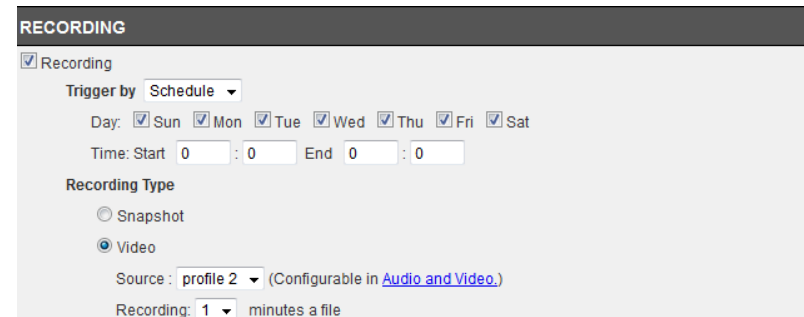 RECORDING
Recording
Trigger by Schedule
Day: Sun Mon Tue Wed Thu Fri Sat
Time: Start 0 : 0 End 0 : 0
Recording Type
Snapshot
Video
Source : profile 2 (Configurable in Audio and Video.)
Recording: 1 minutes a file